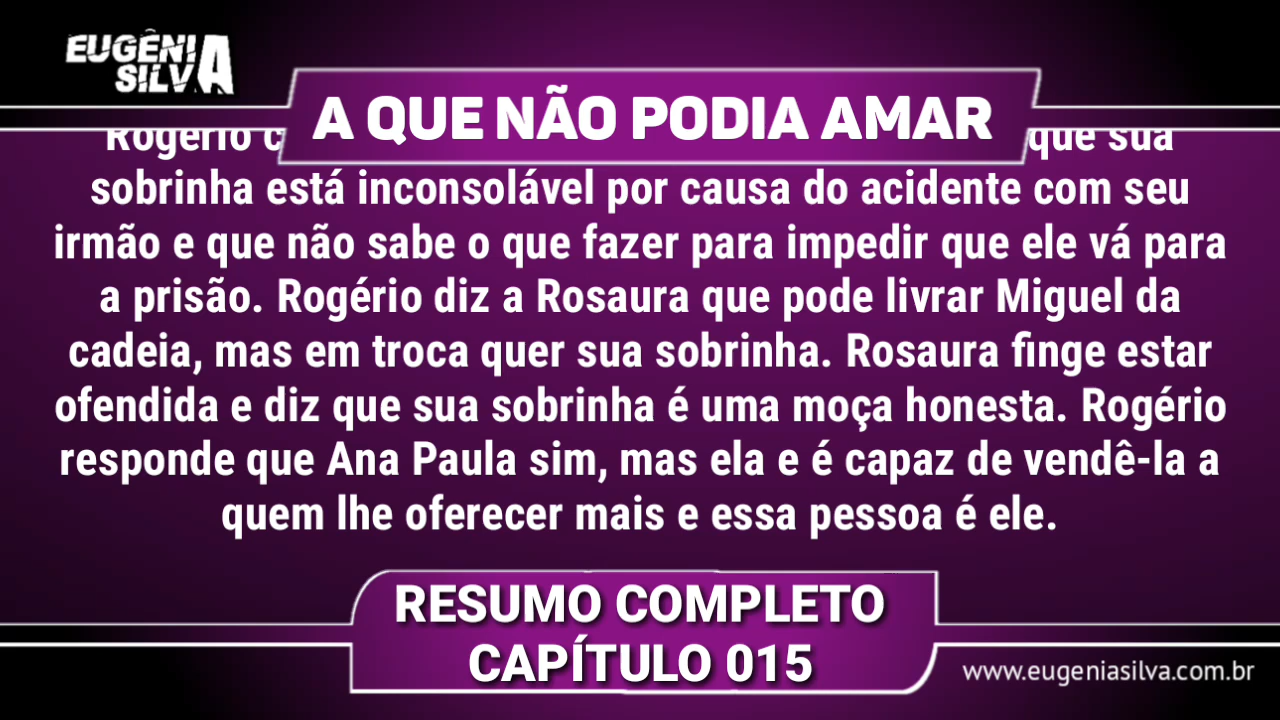 EUGÊNIA
SILVA
A QUE NÃO PODIA AMAR
Rogério que sua
sobrinha está inconsolável por causa do acidente com seu
irmão e que não sabe o que fazer para impedir que ele vá para
a prisão. Rogério diz a Rosaura que pode livrar Miguel da
cadeia, mas em troca quer sua sobrinha. Rosaura finge estar
ofendida e diz que sua sobrinha é uma moça honesta. Rogério
responde que Ana Paula sim, mas ela e é capaz de vendê-la a
quem lhe oferecer mais e essa pessoa é ele.
RESUMO COMPLETO
CAPÍTULO 015
www.eugeniasilva.com.br